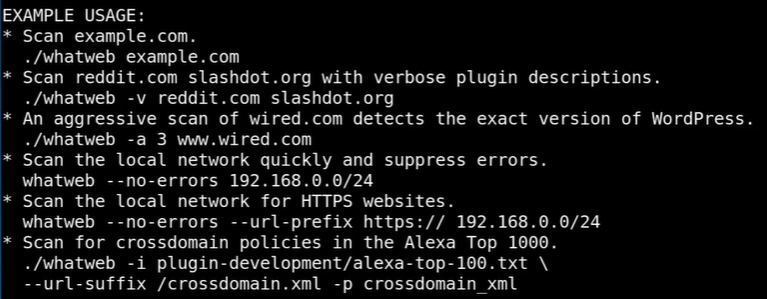 EXAMPLE USAGE:
* Scan example.com.
  ./whatweb example.com
* Scan reddit.com slashdot.org with verbose plugin descriptions.
  ./whatweb -v reddit.com slashdot.org
* An aggressive scan of wired.com detects the exact version of WordPress.
  ./whatweb -a 3 www.wired.com
* Scan the local network quickly and suppress errors.
  whatweb --no-errors 192.168.0.0/24
* Scan the local network for HTTPS websites.
  whatweb --no-errors --url-prefix https:// 192.168.0.0/24
* Scan for crossdomain policies in the Alexa Top 1000.
  ./whatweb -i plugin-development/alexa-top-100.txt \
  --url-suffix /crossdomain.xml -p crossdomain_xml